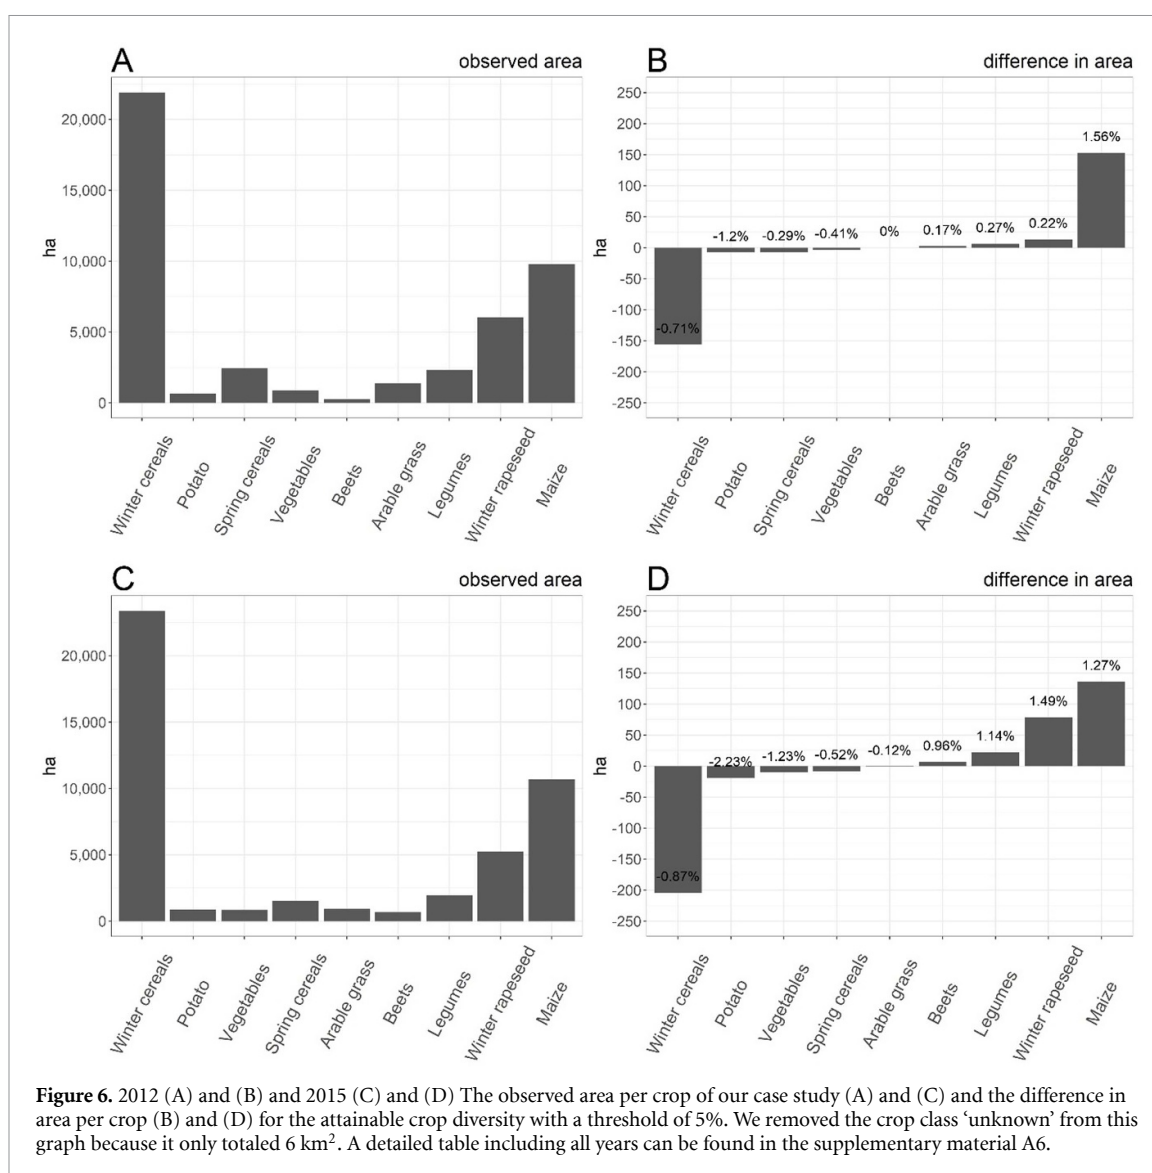 A observed area
ha
20,000
15,000
10,000
5,000
0
Winter cereals
Potato
Spring cereals
Vegetables
Beets
Arable grass
Legumes
Winter rapeseed
Maize
B difference in area
ha
250
200
150
100
50
0
-50
-100
-150
-200
-250
-0.71%
-1.2%
-0.29%
-0.41%
0%
0.17%
0.27%
0.22%
1.56%
Winter cereals
Potato
Spring cereals
Vegetables
Beets
Arable grass
Legumes
Winter rapeseed
Maize
C observed area
ha
20,000
15,000
10,000
5,000
0
Winter cereals
Potato
Vegetables
Spring cereals
Arable grass
Beets
Legumes
Winter rapeseed
Maize
D difference in area
ha
250
200
150
100
50
0
-50
-100
-150
-200
-250
-0.87%
-2.23%
-1.23%
-0.52%
-0.12%
0.96%
1.14%
1.49%
1.27%
Winter cereals
Potato
Vegetables
Spring cereals
Arable grass
Beets
Legumes
Winter rapeseed
Maize
Figure 6. 2012 (A) and (B) and 2015 (C) and (D) The observed area per crop of our case study (A) and (C) and the difference in
area per crop (B) and (D) for the attainable crop diversity with a threshold of 5%. We removed the crop class ‘unknown’ from this
graph because it only totaled 6 km². A detailed table including all years can be found in the supplementary material A6.